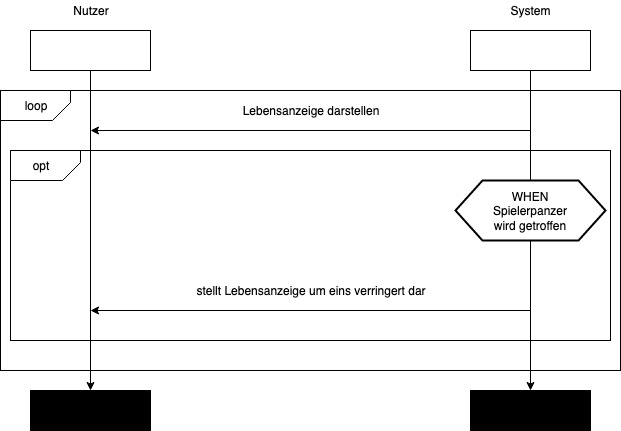 Nutzer
System
loop
Lebensanzeige darstellen
opt
WHEN
Spielerpanzer
wird getroffen
stellt Lebensanzeige um eins verringert dar